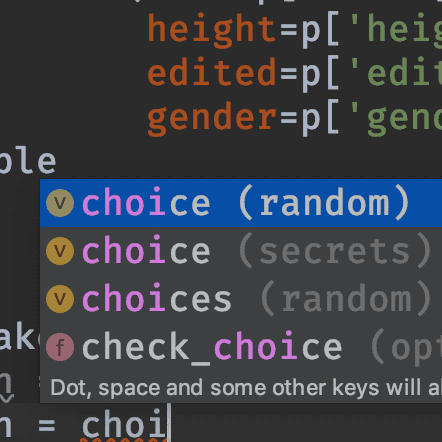 height=p['heig
edited=p['edit
gender=p['gend
ple
v choice (random)
v choice (secrets)
v choices (random)
ake
f check_choice (opt
n =
Dot, space and some other keys will al
n = choi